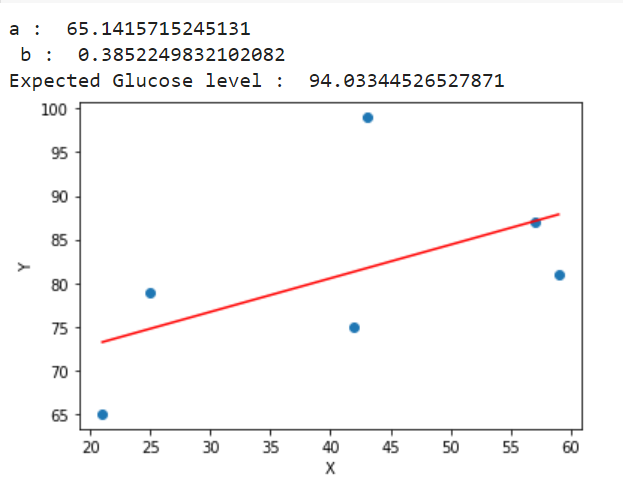 a :  65.1415715245131
 b :  0.3852249832102082
Expected Glucose level :  94.03344526527871
100
95
90
85
80
75
70
65
Y
20 25 30 35 40 45 50 55 60
X